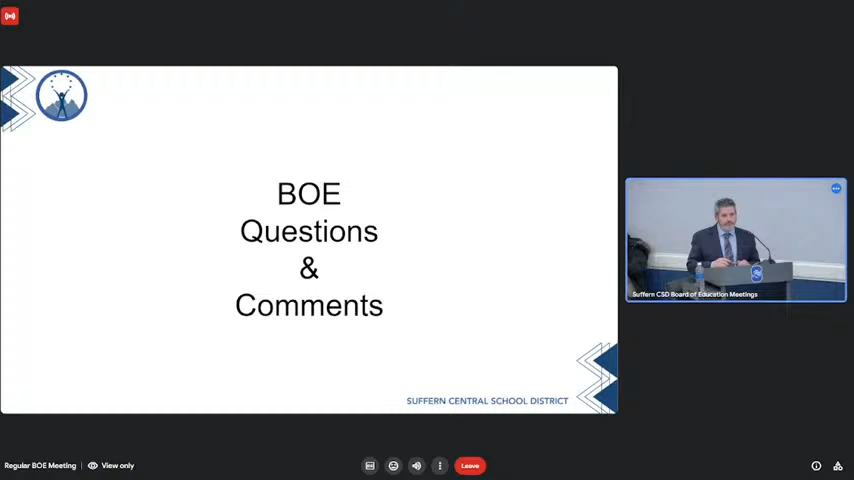 BOE
Questions
&
Comments
SUFFERN CENTRAL SCHOOL DISTRICT
Suffern CSD Board of Education Meetings
Regular BOE Meeting
View only
Leave